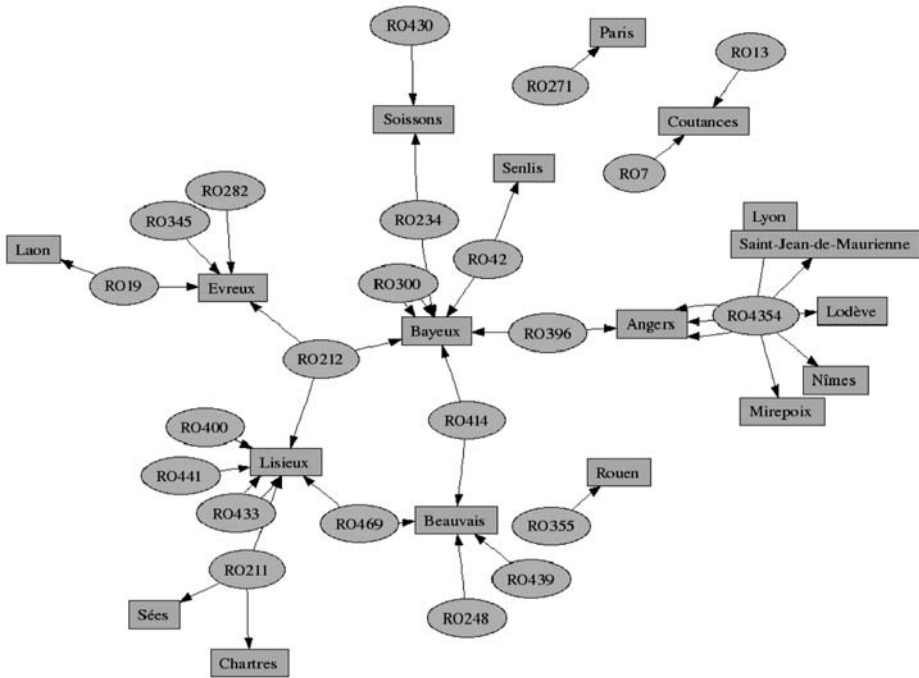 RO430
Paris
RO13
RO271
Soissons
Coutances
Senlis
RO7
RO282
RO345
RO234
Lyon
Laon
RO42
Saint-Jean-de-Maurienne
RO19
Evreux
RO300
Bayeux
RO396
Angers
RO4354
Lodève
RO212
Nîmes
Mirepoix
RO400
RO414
Lisieux
RO441
Rouen
RO433
RO469
Beauvais
RO355
RO211
RO439
Sées
RO248
Chartres